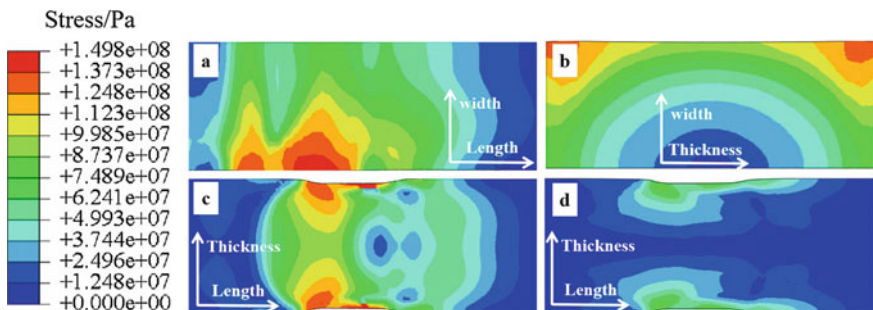 Stress/Pa
+1.498e+08
+1.373e+08
+1.248e+08
+1.123e+08
+9.985e+07
+8.737e+07
+7.489e+07
+6.241e+07
+4.993e+07
+3.744e+07
+2.496e+07
+1.248e+07
+0.000e+00
a
width
Length
b
width
Thickness
c
Thickness
Length
d
Thickness
Length